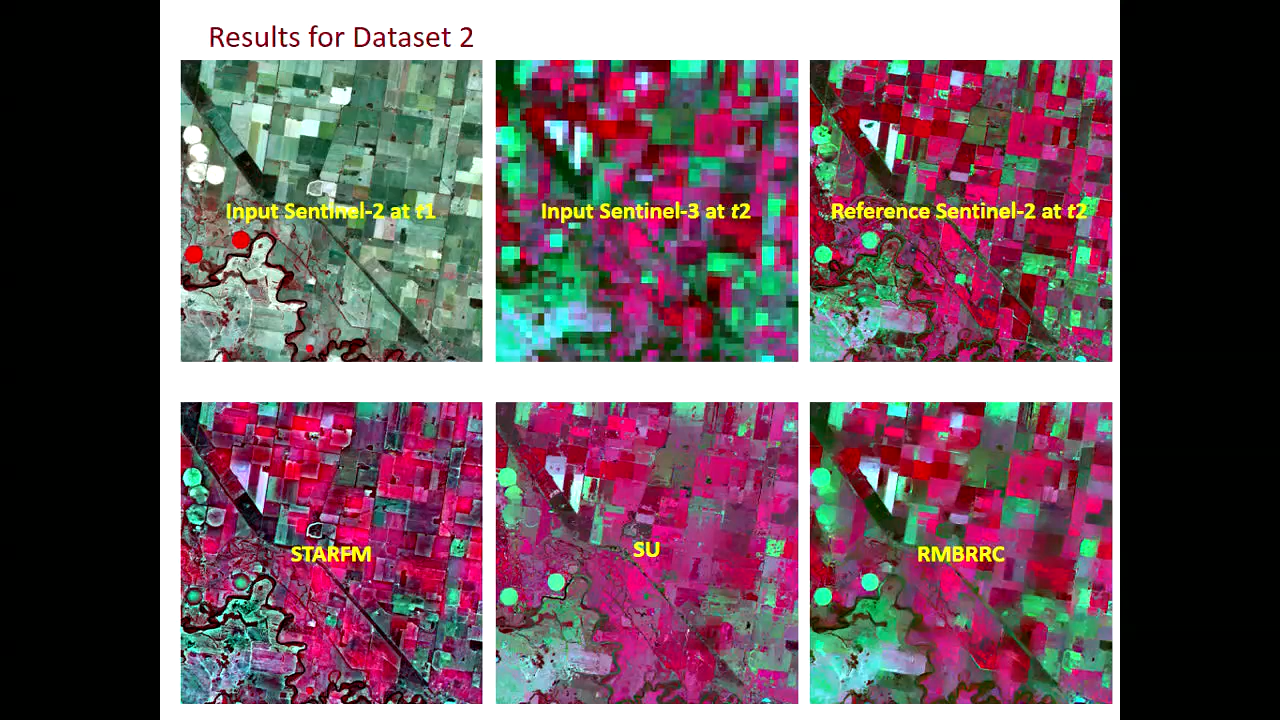 Results for Dataset 2
Input Sentinel-2 at t1
Input Sentinel-3 at t2
Reference Sentinel-2 at t2
STARFM
SU
RMBRRC